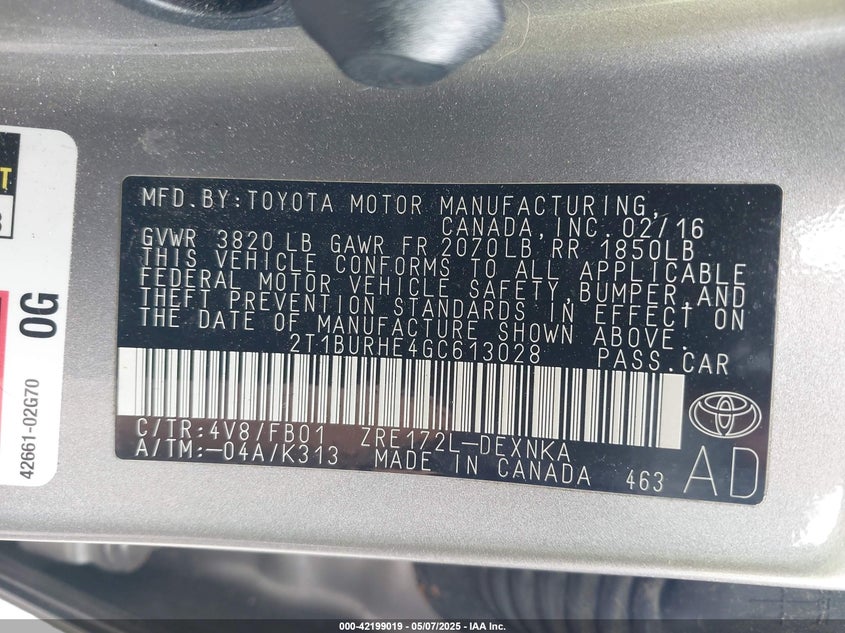 MFD.BY:TOYOTA MOTOR MANUFACTURING,
CANADA,INC.02/16
GVWR 3820 LB GAWR FR 2070LB RR 1850LB
THIS VEHICLE CONFORMS TO ALL APPLICABLE
FEDERAL MOTOR VEHICLE SAFETY,BUMPER,AND
THEFT PREVENTION STANDARDS IN EFFECT ON
THE DATE OF MANUFACTURE SHOWN ABOVE.
2T1BURHE4GC613028 PASS.CAR
C/TR:4V8/FB01 ZRE172L-DEXNKA
A/TM:-04A/K313 MADE IN CANADA 463
AD
0G
42661-02G70
000-42199019 - 05/07/2025 - IAA Inc.